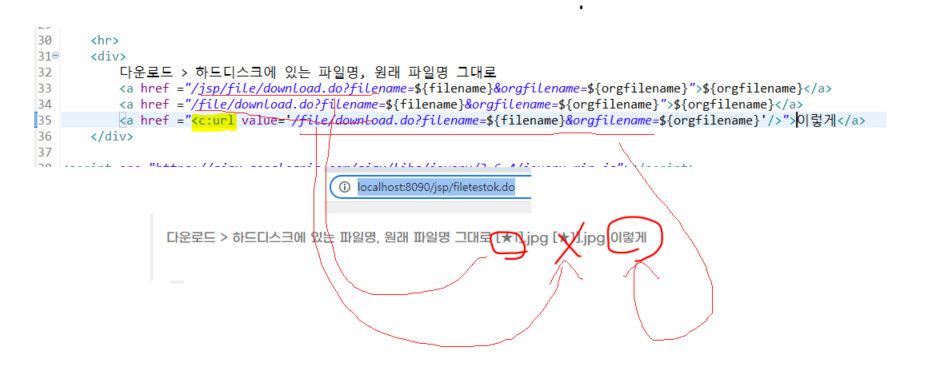 30 <hr>
31 <div>
32 다운로드 > 하드디스크에 있는 파일명, 원래 파일명 그대로
33 <a href ="/jsp/file/download.do?filename=${filename}&orgfilename=${orgfilename}">${orgfilename}</a>
34 <a href ="/file/download.do?filename=${filename}&orgfilename=${orgfilename}">${orgfilename}</a>
35 <a href ="<c:url value='/file/download.do?filename=${filename}&orgfilename=${orgfilename}'/>">이렇게</a>
36 </div>
37
localhost:8090/jsp/filetestok.do
다운로드 > 하드디스크에 있는 파일명, 원래 파일명 그대로 [★1].jpg [★1].jpg 이렇게